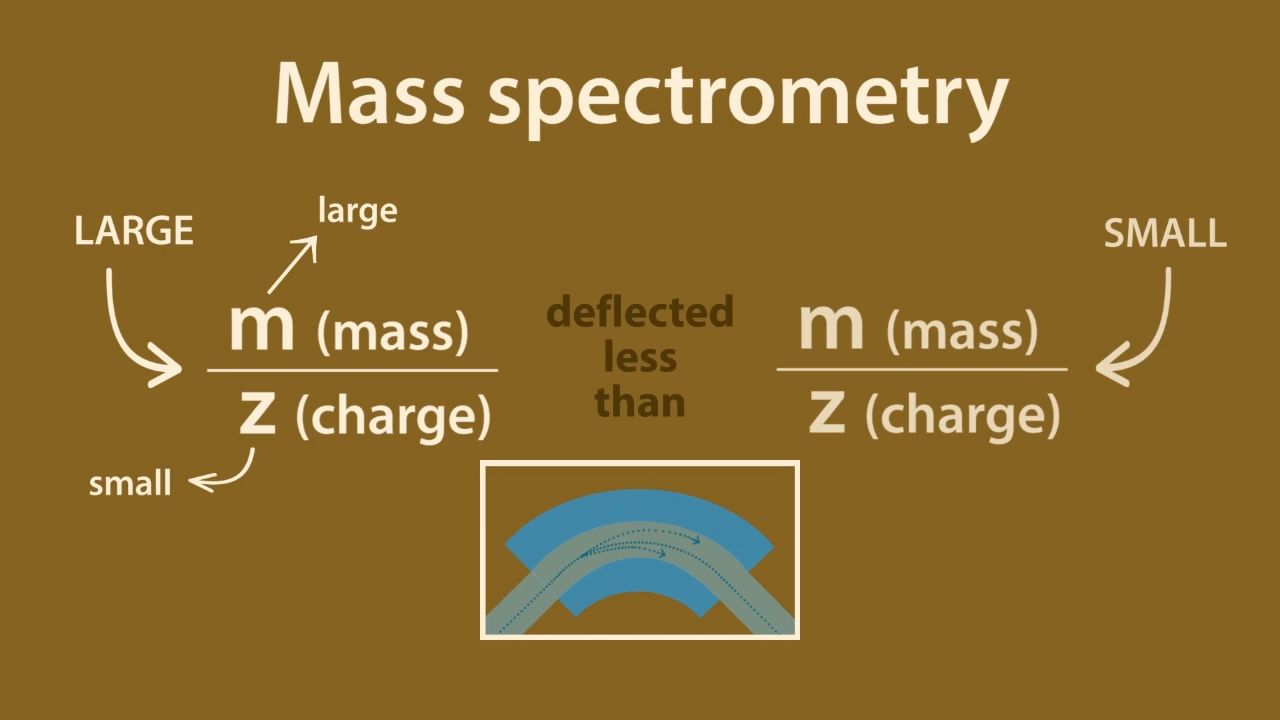 Mass spectrometry
LARGE
large
m (mass)
z (charge)
small
deflected
less
than
SMALL
m (mass)
z (charge)